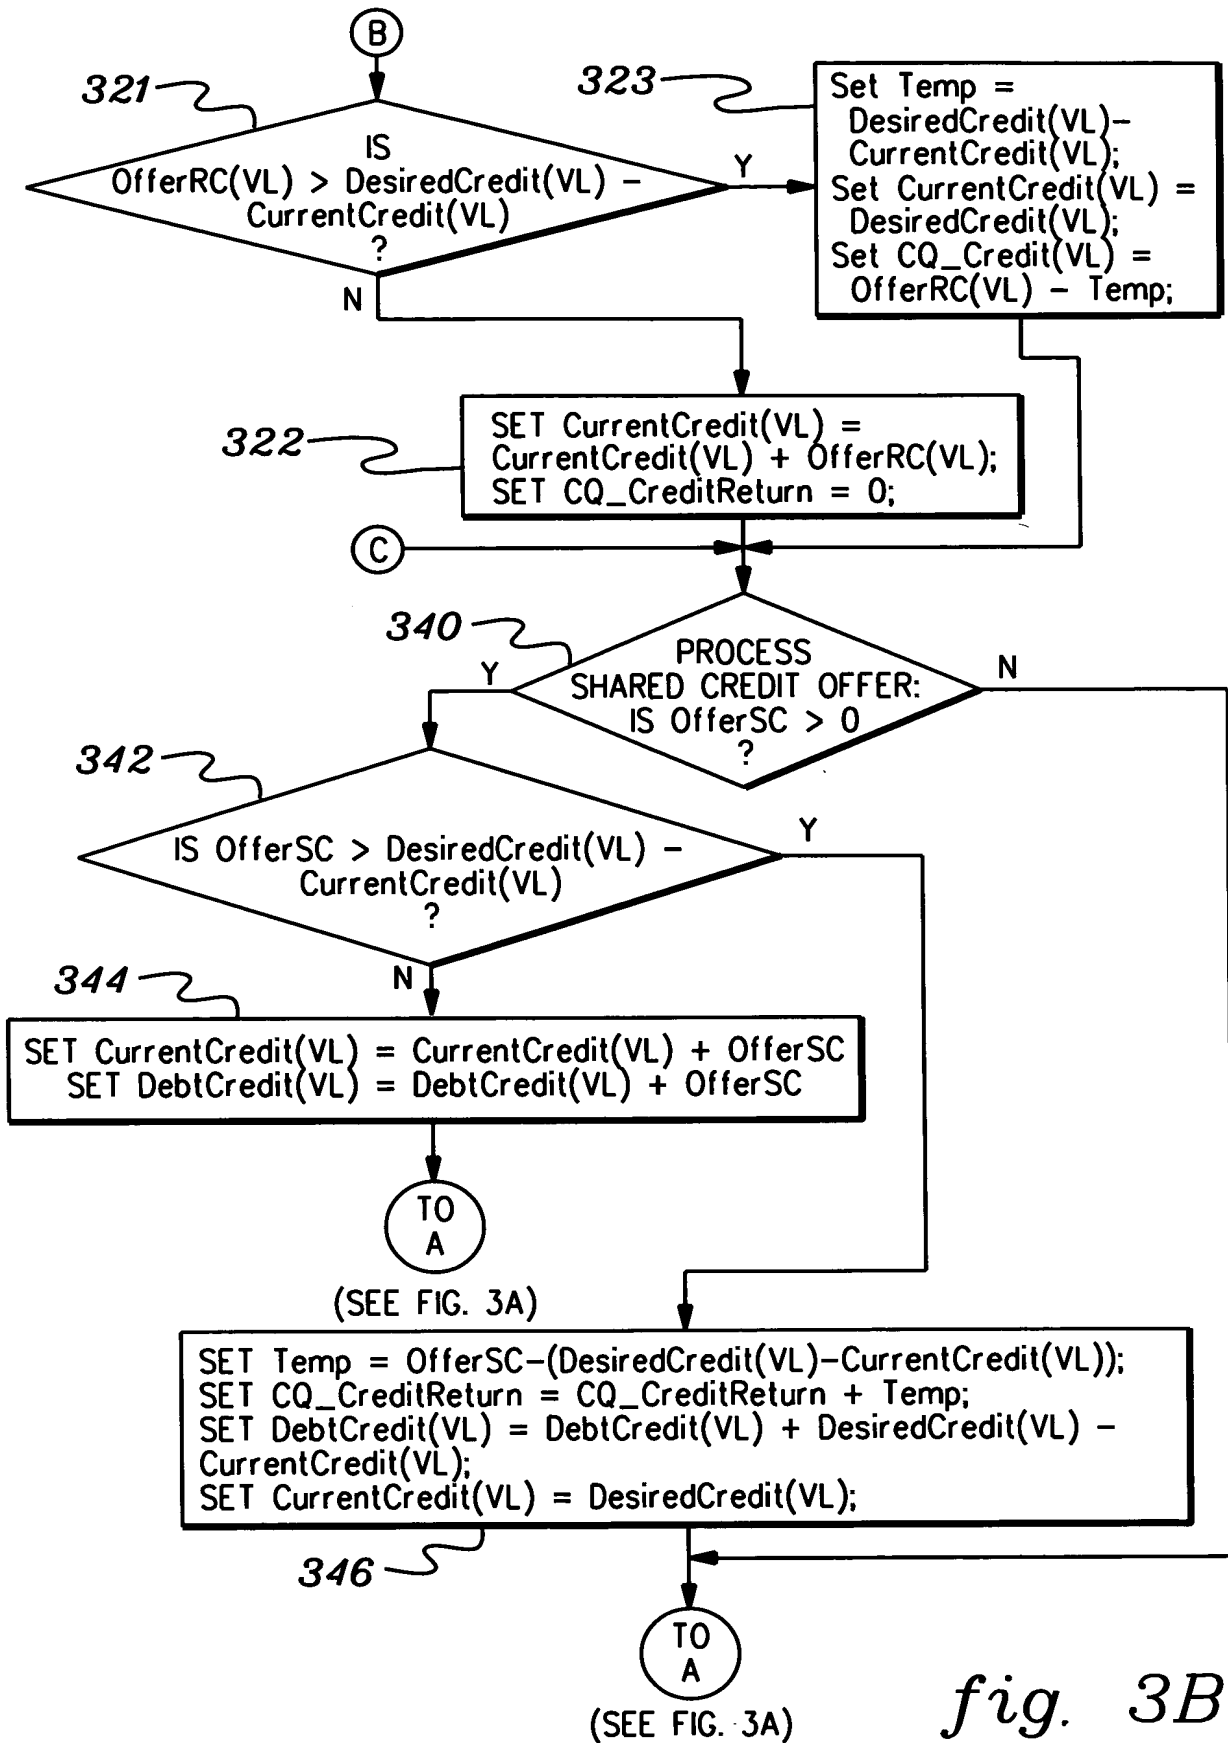 B
321
IS
OfferRC(VL) > DesiredCredit(VL) –
CurrentCredit(VL)
?
Y
N
323
Set Temp =
DesiredCredit(VL)–
CurrentCredit(VL);
Set CurrentCredit(VL) =
DesiredCredit(VL);
Set CQ_Credit(VL) =
OfferRC(VL) – Temp;
322
SET CurrentCredit(VL) =
CurrentCredit(VL) + OfferRC(VL);
SET CQ_CreditReturn = 0;
C
340
PROCESS
SHARED CREDIT OFFER:
IS OfferSC > 0
?
Y
N
342
IS OfferSC > DesiredCredit(VL) –
CurrentCredit(VL)
?
Y
N
344
SET CurrentCredit(VL) = CurrentCredit(VL) + OfferSC
SET DebtCredit(VL) = DebtCredit(VL) + OfferSC
TO
A
(SEE FIG. 3A)
SET Temp = OfferSC–(DesiredCredit(VL)–CurrentCredit(VL));
SET CQ_CreditReturn = CQ_CreditReturn + Temp;
SET DebtCredit(VL) = DebtCredit(VL) + DesiredCredit(VL) –
CurrentCredit(VL);
SET CurrentCredit(VL) = DesiredCredit(VL);
346
TO
A
(SEE FIG. 3A)
fig. 3B